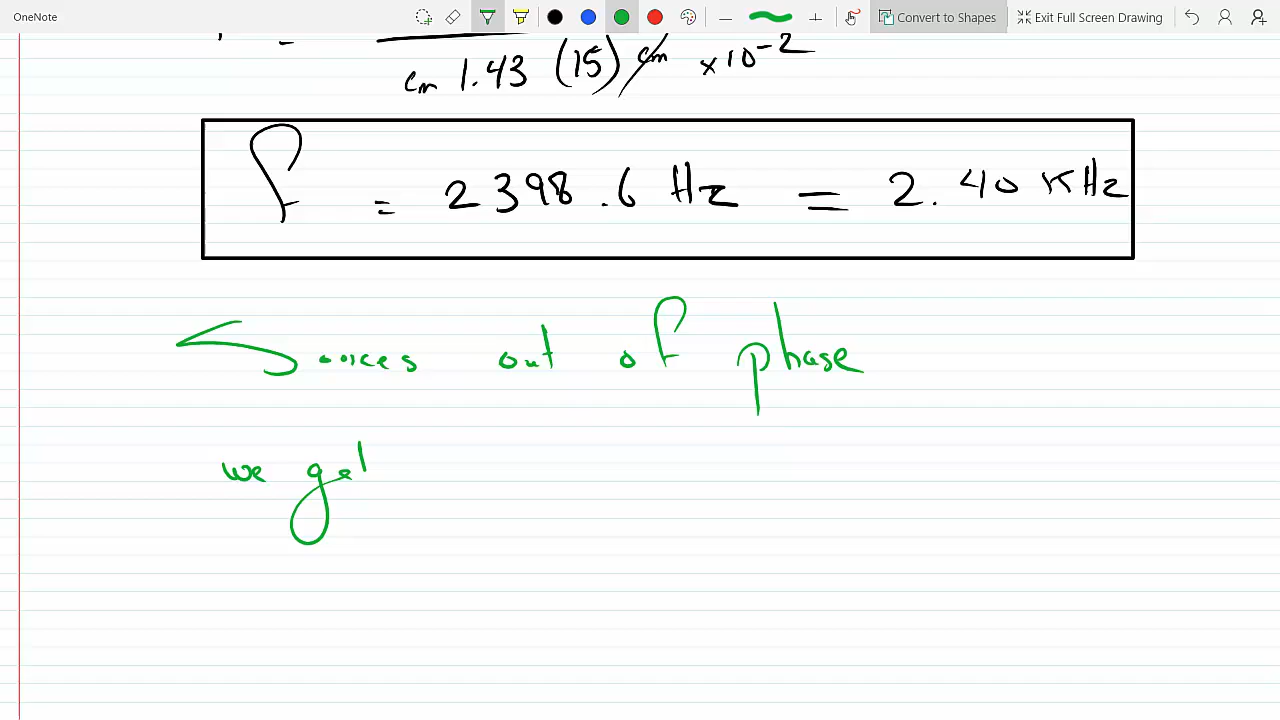 OneNote
Convert to Shapes
Exit Full Screen Drawing
cm 1.43 (15) cm ×10⁻²
f = 2398.6 Hz = 2.40 KHz
Sources out of phase
we get